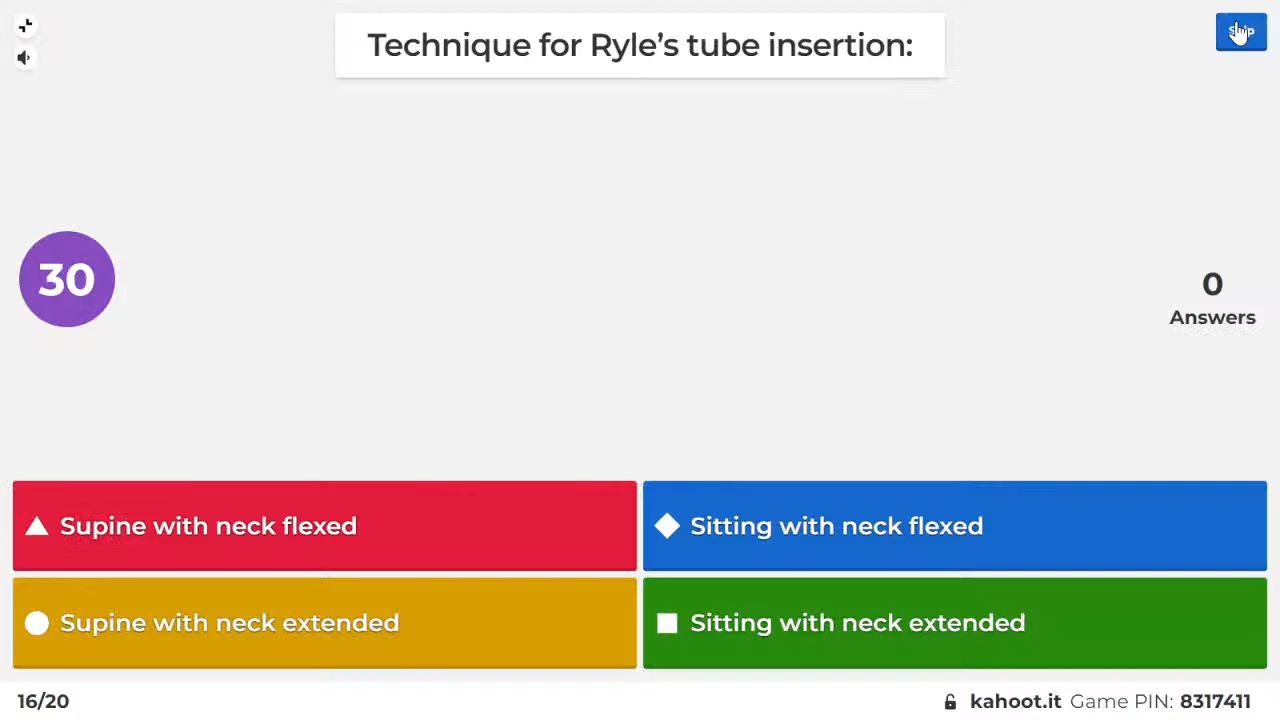 Technique for Ryle’s tube insertion:
30
0
Answers
Supine with neck flexed
Sitting with neck flexed
Supine with neck extended
Sitting with neck extended
16/20
kahoot.it Game PIN: 8317411